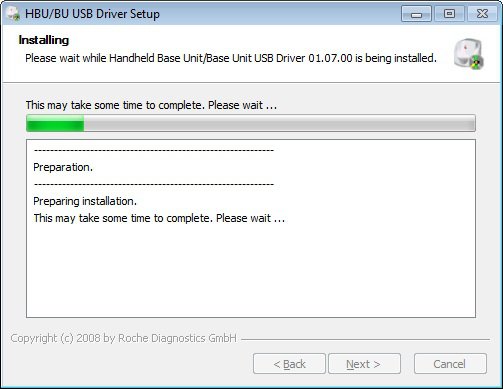 HBU/BU USB Driver Setup
Installing
Please wait while Handheld Base Unit/Base Unit USB Driver 01.07.00 is being installed.
This may take some time to complete. Please wait ...
------------------------------------------------------------
Preparation.
------------------------------------------------------------
Preparing installation.
This may take some time to complete. Please wait ...
Copyright (c) 2008 by Roche Diagnostics GmbH
< Back Next > Cancel